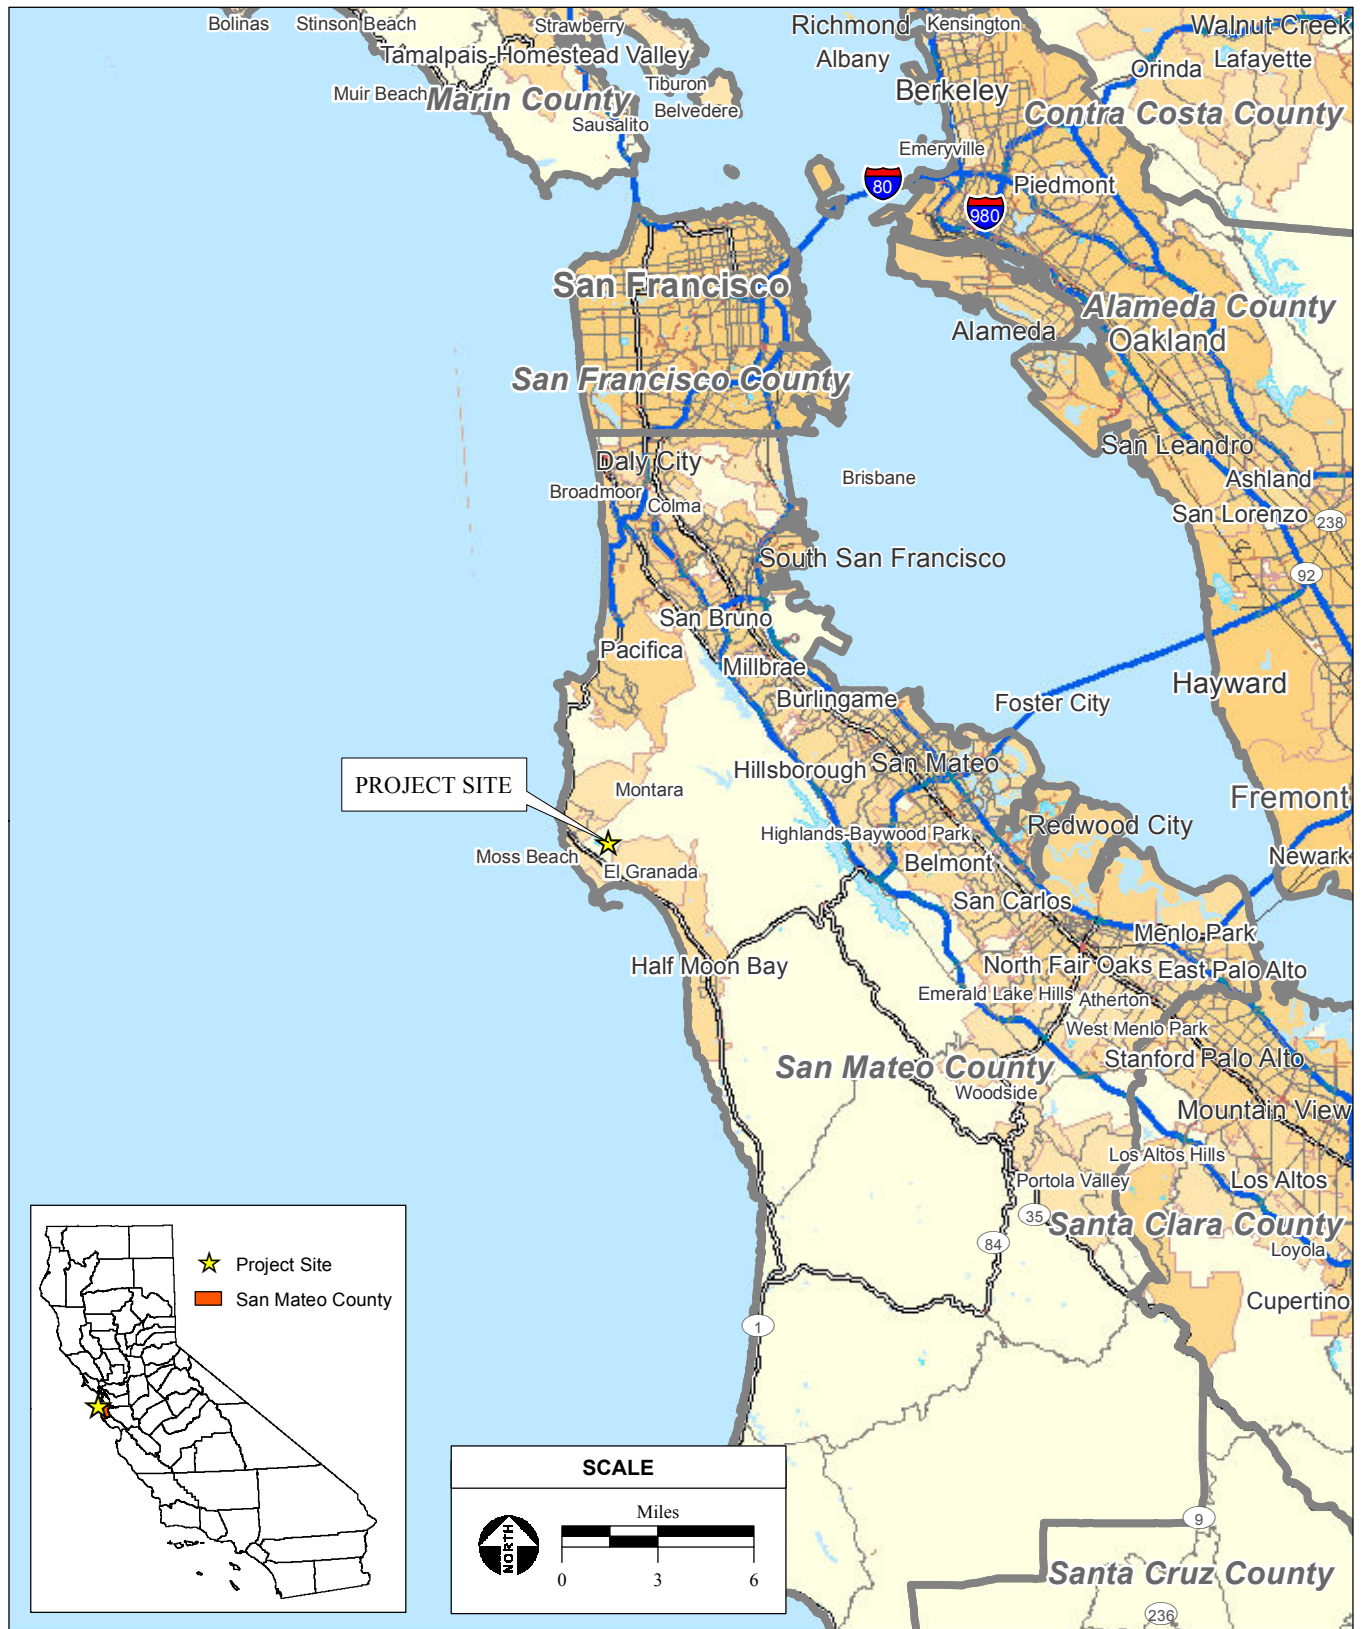 Bolinas
Stinson Beach
Strawberry
Richmond
Kensington
Walnut Creek
Tamalpais-Homestead Valley
Albany
Orinda
Lafayette
Muir Beach
Marin County
Tiburon
Belvedere
Berkeley
Contra Costa County
Sausalito
Emeryville
80
Piedmont
980
San Francisco
Alameda County
Alameda
Oakland
San Francisco County
San Leandro
Daly City
Brisbane
Ashland
Broadmoor
Colma
San Lorenzo
238
South San Francisco
92
San Bruno
Pacifica
Millbrae
Hayward
Burlingame
Foster City
PROJECT SITE
Hillsborough
San Mateo
Montara
Fremont
Highlands-Baywood Park
Redwood City
Moss Beach
El Granada
Belmont
Newark
San Carlos
Menlo Park
Half Moon Bay
North Fair Oaks
East Palo Alto
Emerald Lake Hills
Atherton
West Menlo Park
San Mateo County
Stanford
Palo Alto
Woodside
Mountain View
Los Altos Hills
Portola Valley
Los Altos
35
Santa Clara County
84
Loyola
Project Site
San Mateo County
Cupertino
1
SCALE
Miles
NORTH
0 3 6
9
Santa Cruz County
236